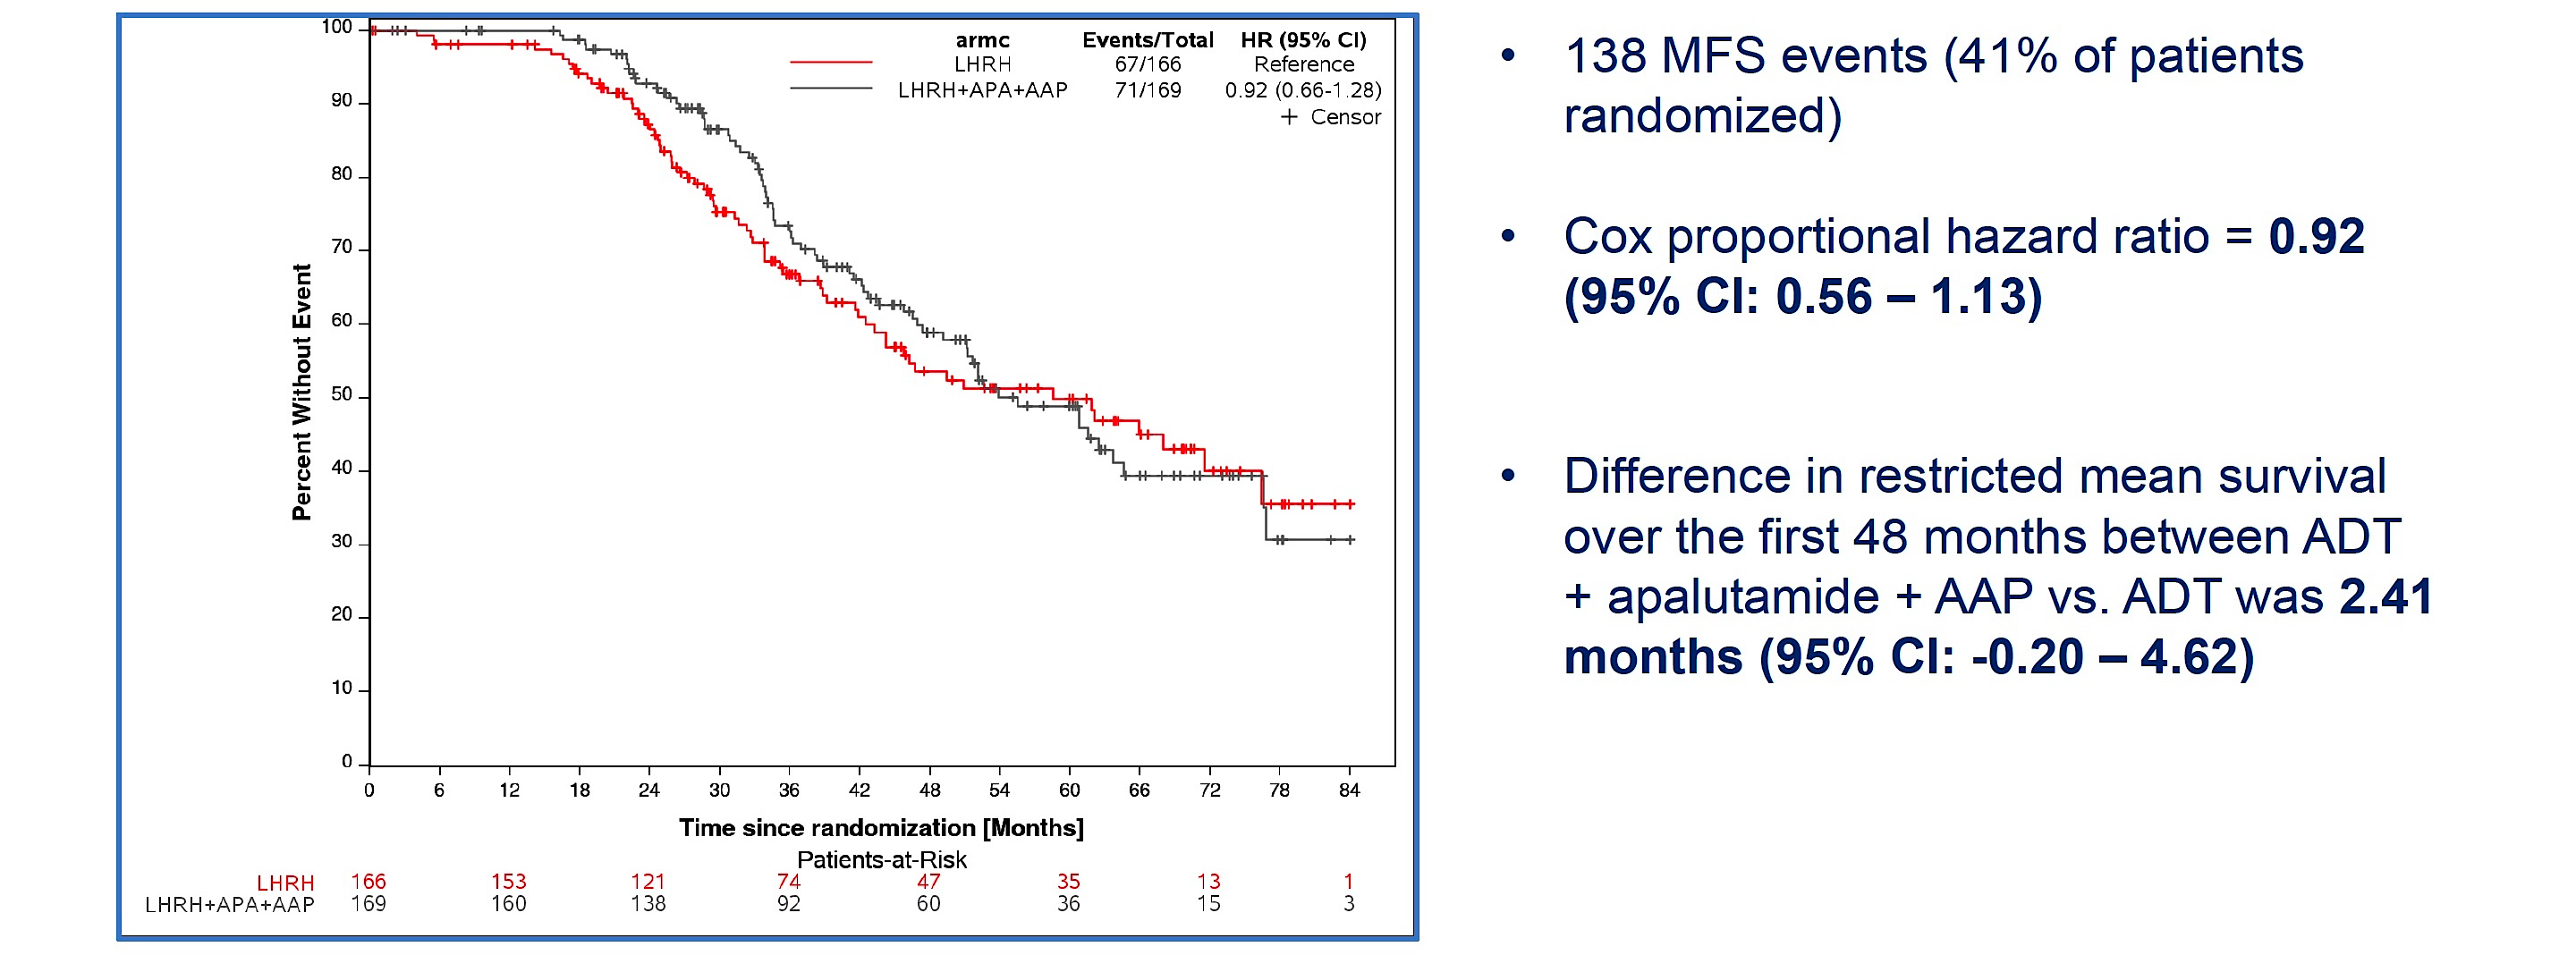 armc Events/Total HR (95% CI)
LHRH 67/166 Reference
LHRH+APA+AAP 71/169 0.92 (0.66-1.28)
+ Censor
100
90
80
70
60
50
40
30
20
10
0
Percent Without Event
0 6 12 18 24 30 36 42 48 54 60 66 72 78 84
Time since randomization [Months]
Patients-at-Risk
LHRH 166 153 121 74 47 35 13 1
LHRH+APA+AAP 169 160 138 92 60 36 15 3
• 138 MFS events (41% of patients
randomized)
• Cox proportional hazard ratio = 0.92
(95% CI: 0.56 – 1.13)
• Difference in restricted mean survival
over the first 48 months between ADT
+ apalutamide + AAP vs. ADT was 2.41
months (95% CI: -0.20 – 4.62)